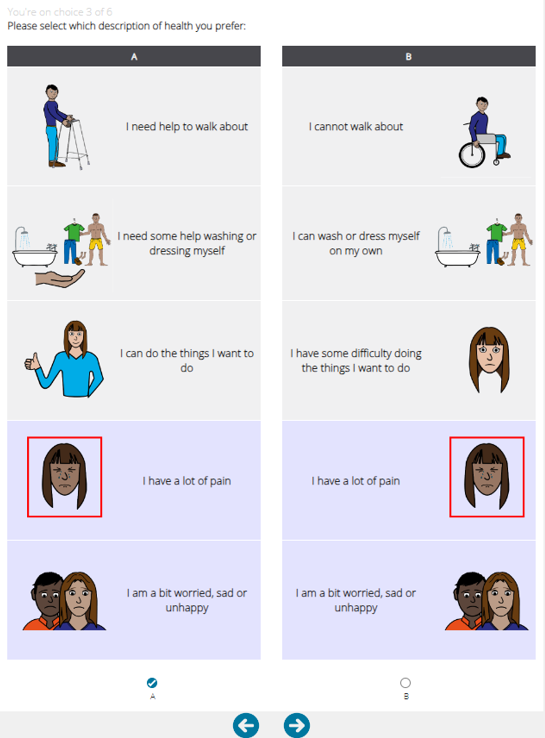 You're on choice 3 of 6
Please select which description of health you prefer:
A
B
I need help to walk about
I cannot walk about
I need some help washing or
dressing myself
I can wash or dress myself
on my own
I can do the things I want to
do
I have some difficulty doing
the things I want to do
I have a lot of pain
I have a lot of pain
I am a bit worried, sad or
unhappy
I am a bit worried, sad or
unhappy
A
B